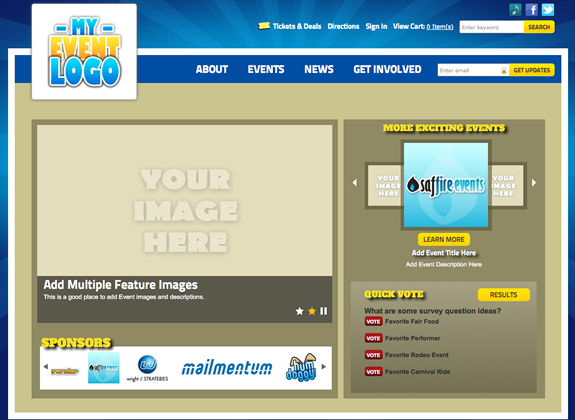 MY
EVENT
LOGO
Tickets & Deals Directions Sign In View Cart: 0 Item(s) Enter keyword SEARCH
ABOUT EVENTS NEWS GET INVOLVED Enter email GET UPDATES
YOUR
IMAGE
HERE
Add Multiple Feature Images
This is a good place to add Event images and descriptions.
SPONSORS
saffire events
wright / STRATEGIES
mailmentum
hum
doggy
MORE EXCITING EVENTS
YOUR
IMAGE
HERE
saffire events
YOUR
IMAGE
HERE
LEARN MORE
Add Event Title Here
Add Event Description Here
QUICK VOTE RESULTS
What are some survey question ideas?
VOTE Favorite Fair Food
VOTE Favorite Performer
VOTE Favorite Rodeo Event
VOTE Favorite Carnival Ride